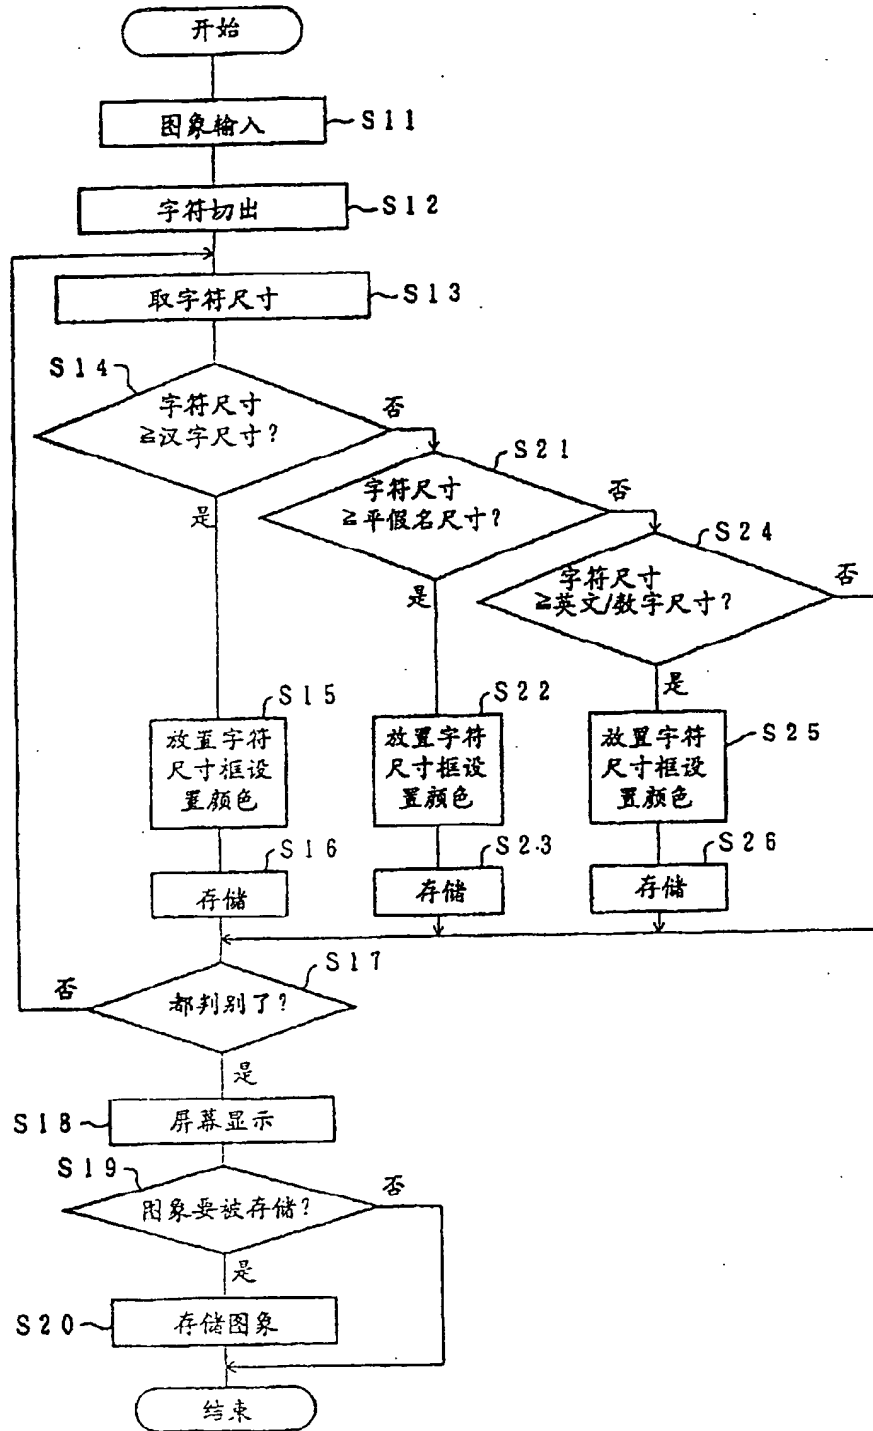 开始
图象输入
S11
字符切出
S12
取字符尺寸
S13
S14
字符尺寸
≧汉字尺寸?
否
是
S21
字符尺寸
≧平假名尺寸?
否
是
S24
字符尺寸
≧英文/数字尺寸?
否
是
S15
放置字符
尺寸框设
置颜色
S22
放置字符
尺寸框设
置颜色
S25
放置字符
尺寸框设
置颜色
S16
存储
S23
存储
S26
存储
S17
都判别了?
否
是
S18
屏幕显示
S19
图象要被存储?
否
是
S20
存储图象
结束